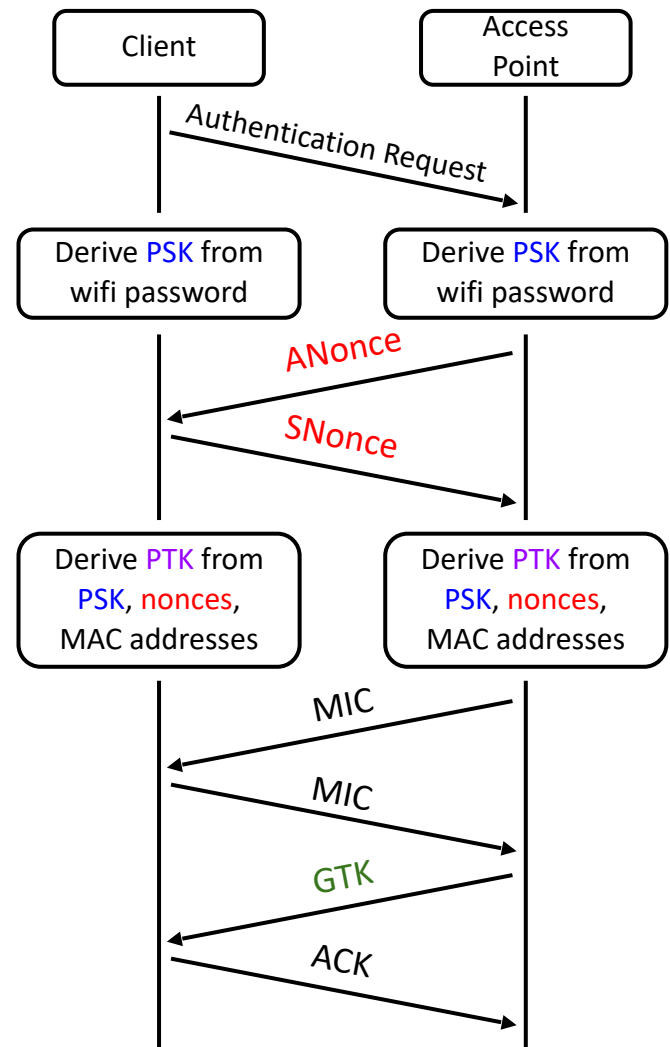 Client
Access
Point
Authentication Request
Derive PSK from
wifi password
Derive PSK from
wifi password
ANonce
SNonce
Derive PTK from
PSK, nonces,
MAC addresses
Derive PTK from
PSK, nonces,
MAC addresses
MIC
MIC
GTK
ACK